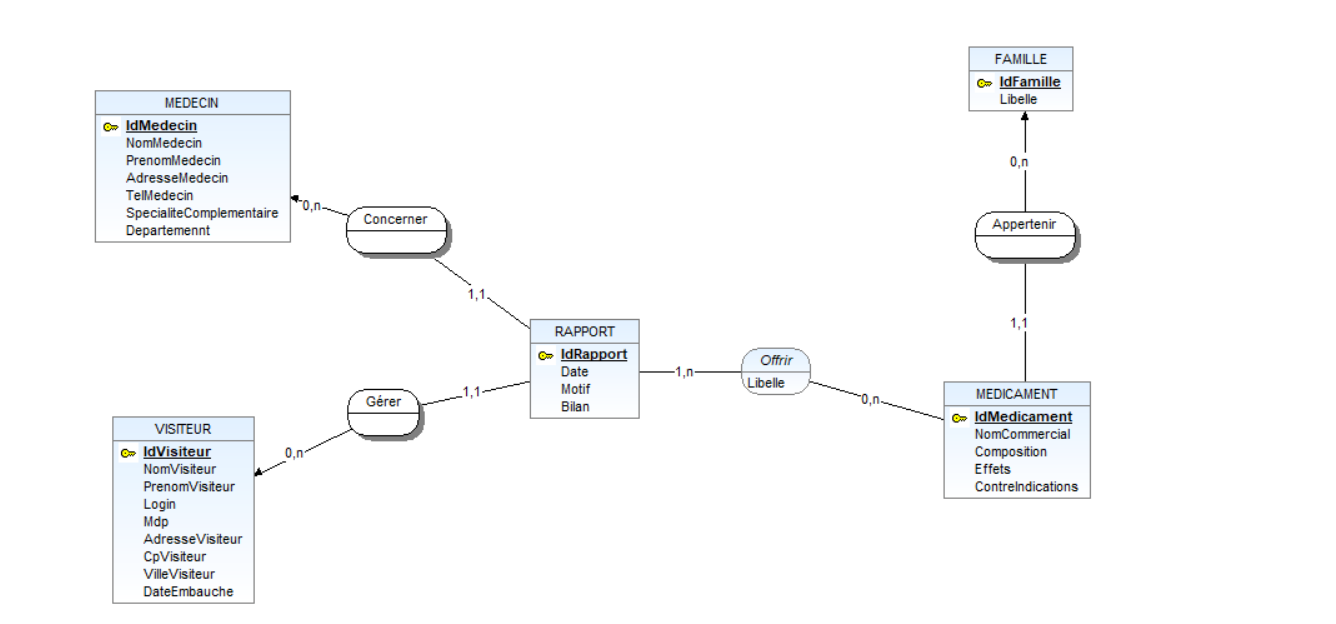 FAMILLE
IdFamille
Libelle
0,n
Appertenir
1,1
MEDECIN
IdMedecin
NomMedecin
PrenomMedecin
AdresseMedecin
TelMedecin
SpecialiteComplementaire
Departemennt
0,n
Concerner
1,1
RAPPORT
IdRapport
Date
Motif
Bilan
1,n
Offrir
Libelle
0,n
MEDICAMENT
IdMedicament
NomCommercial
Composition
Effets
ContreIndications
1,1
Gérer
0,n
VISITEUR
IdVisiteur
NomVisiteur
PrenomVisiteur
Login
Mdp
AdresseVisiteur
CpVisiteur
VilleVisiteur
DateEmbauche